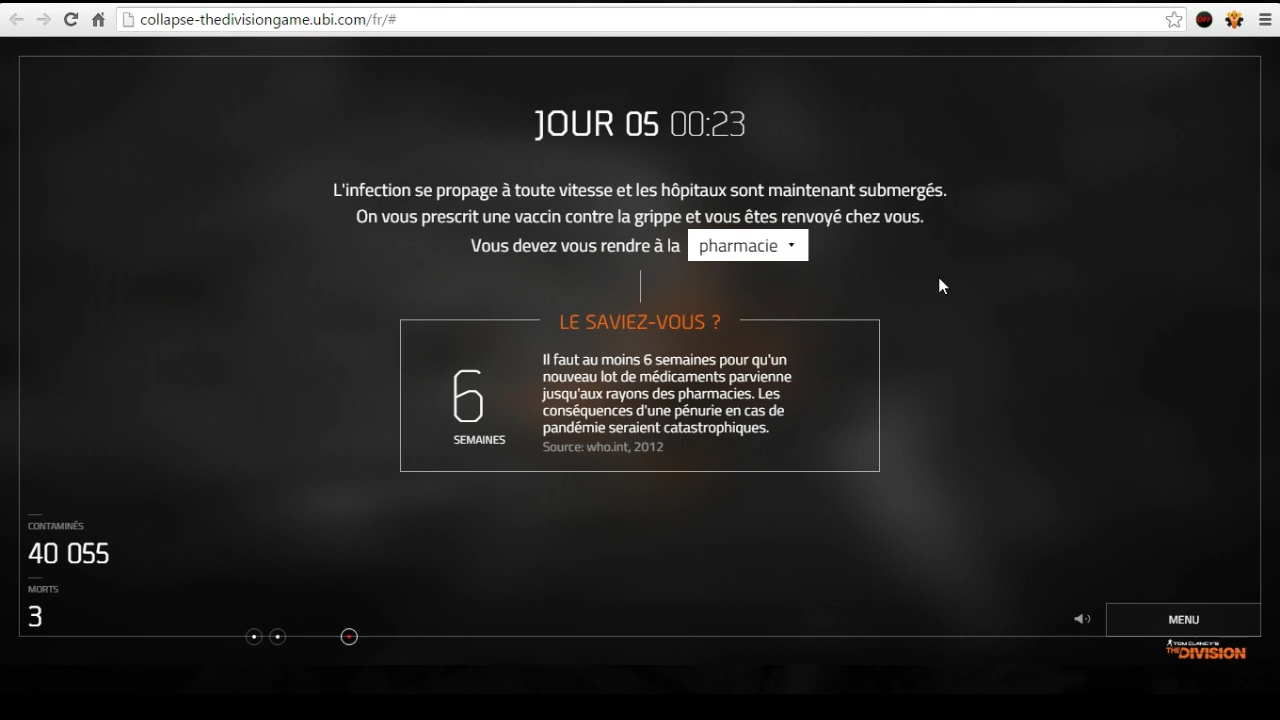 collapse-thedivisiongame.ubi.com/fr/#
OFF
JOUR 05 00:23
L'infection se propage à toute vitesse et les hôpitaux sont maintenant submergés.
On vous prescrit une vaccin contre la grippe et vous êtes renvoyé chez vous.
Vous devez vous rendre à la pharmacie
LE SAVIEZ-VOUS ?
6
SEMAINES
Il faut au moins 6 semaines pour qu'un
nouveau lot de médicaments parvienne
jusqu'aux rayons des pharmacies. Les
conséquences d'une pénurie en cas de
pandémie seraient catastrophiques.
Source: who.int, 2012
CONTAMINÉS
40 055
MORTS
3
MENU
TOM CLANCY'S
THE DIVISION